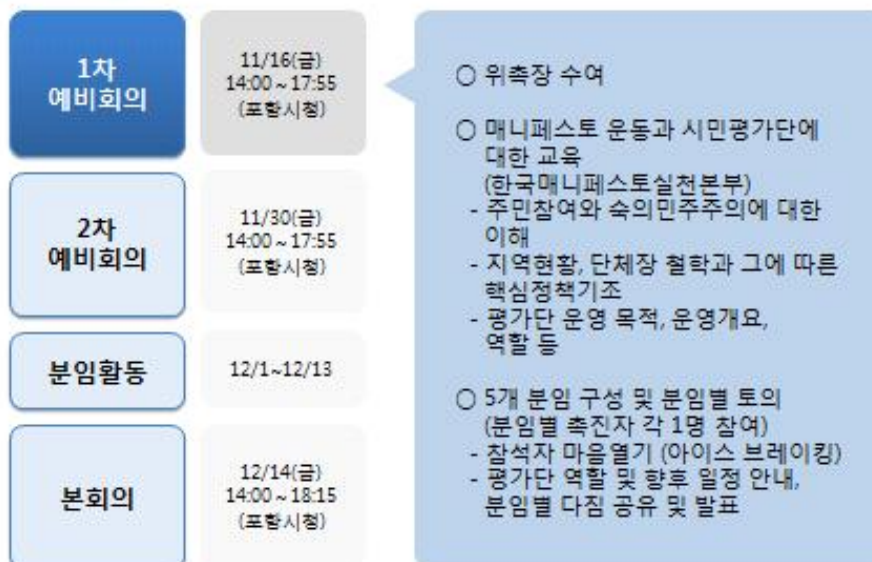 1차
예비회의
11/16(금)
14:00 ~ 17:55
(포항시청)
2차
예비회의
11/30(금)
14:00 ~ 17:55
(포항시청)
분임활동
12/1~12/13
본회의
12/14(금)
14:00 ~ 18:15
(포항시청)
○ 위촉장 수여
○ 매니페스토 운동과 시민평가단에
대한 교육
(한국매니페스토실천본부)
- 주민참여와 숙의민주주의에 대한
이해
- 지역현황, 단체장 철학과 그에 따른
핵심정책기조
- 평가단 운영 목적, 운영개요,
역할 등
○ 5개 분임 구성 및 분임별 토의
(분임별 촉진자 각 1명 참여)
- 참석자 마음열기 (아이스 브레이킹)
- 평가단 역할 및 향후 일정 안내,
분임별 다짐 공유 및 발표